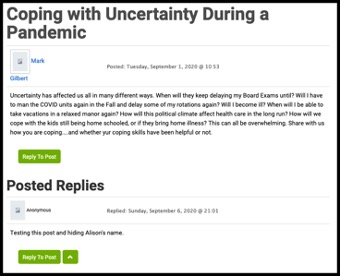 Coping with Uncertainty During a
Pandemic
Mark
Gilbert
Posted: Tuesday, September 1, 2020 @ 10:53
Uncertainty has affected us all in many different ways. When will they keep delaying my Board Exams until? Will I have
to man the COVID units again in the Fall and delay some of my rotations again? Will I become ill? When will I be able to
take vacations in a relaxed manor again? How will this political climate affect health care in the long run? How will we
cope with the kids still being home schooled, or if they bring home illness? This can all be overwhelming. Share with us
how you are coping... and whether yur coping skills have been helpful or not.
Reply To Post
Posted Replies
Anonymous
Replied: Sunday, September 6, 2020 @ 21:01
Testing this post and hiding Alison's name.
Reply To Post